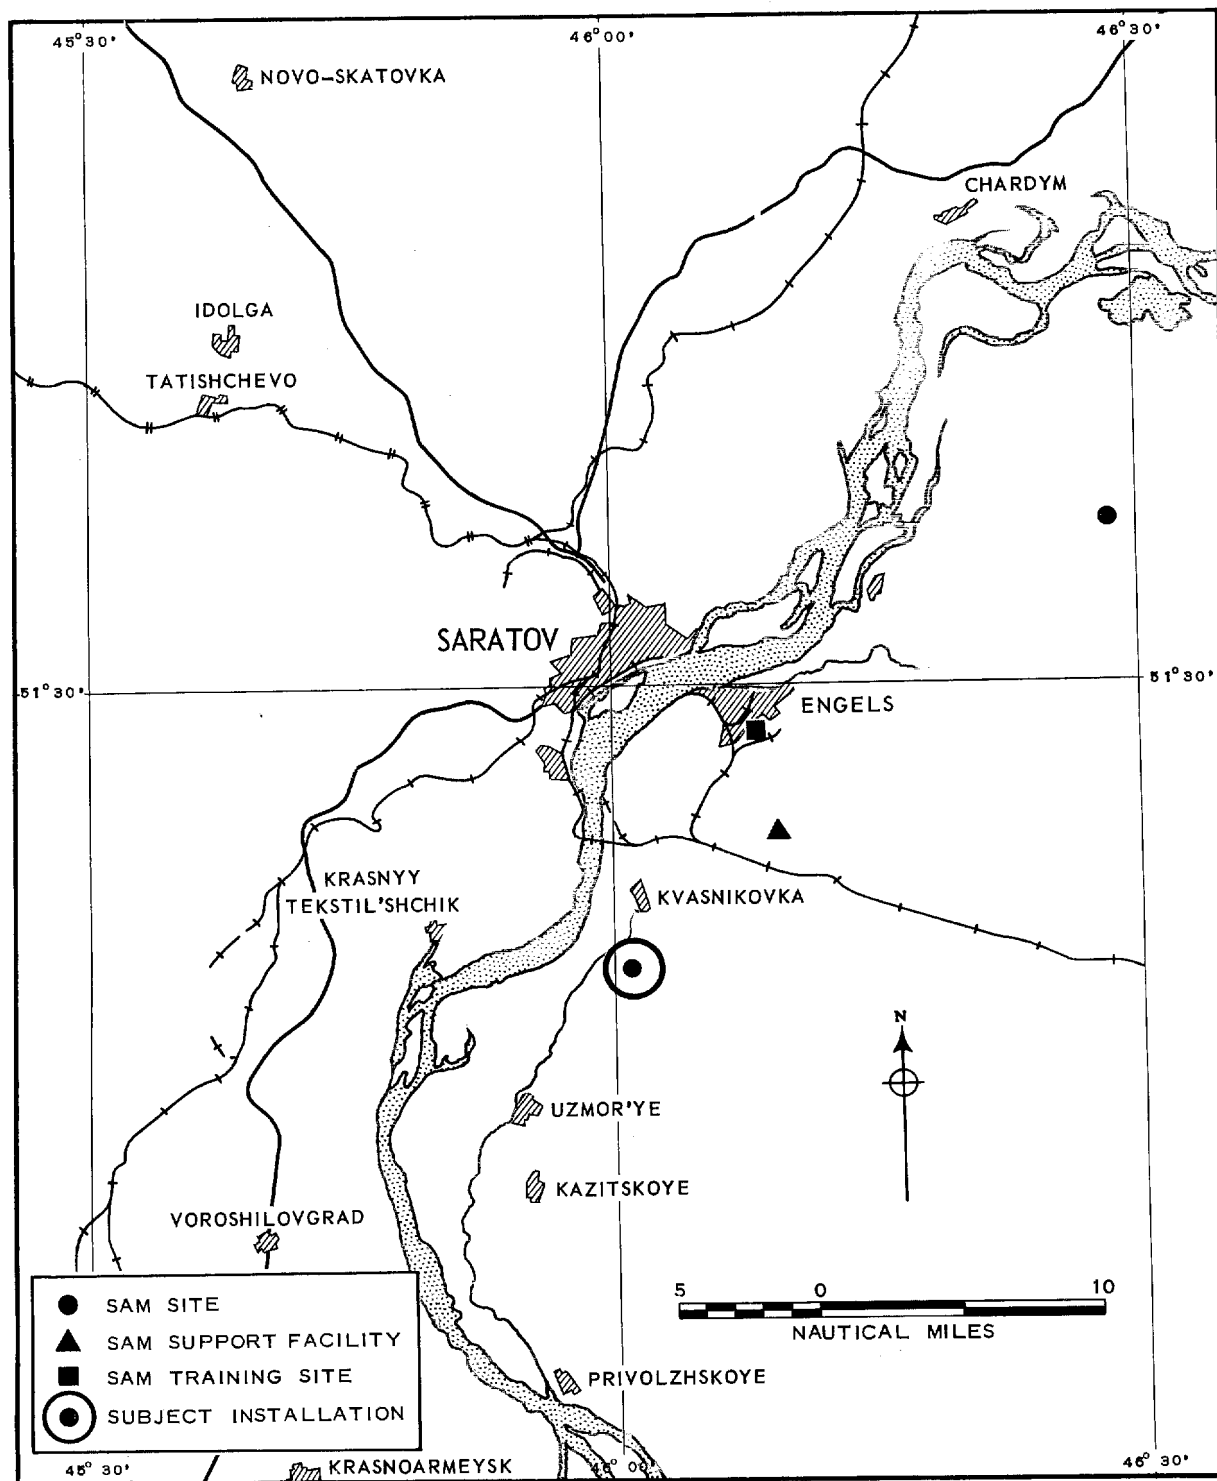 45°30'
46°00'
46°30'
NOVO-SKATOVKA
CHARDYM
IDOLGA
TATISHCHEVO
SARATOV
51°30'
51°30'
ENGELS
KRASNYY
TEKSTIL'SHCHIK
KVASNIKOVKA
N
UZMOR'YE
KAZITSKOYE
VOROSHILOVGRAD
SAM SITE
SAM SUPPORT FACILITY
SAM TRAINING SITE
SUBJECT INSTALLATION
5 0 10
NAUTICAL MILES
PRIVOLZHSKOYE
45°30'
KRASNOARMEYSK
46°00'
46°30'